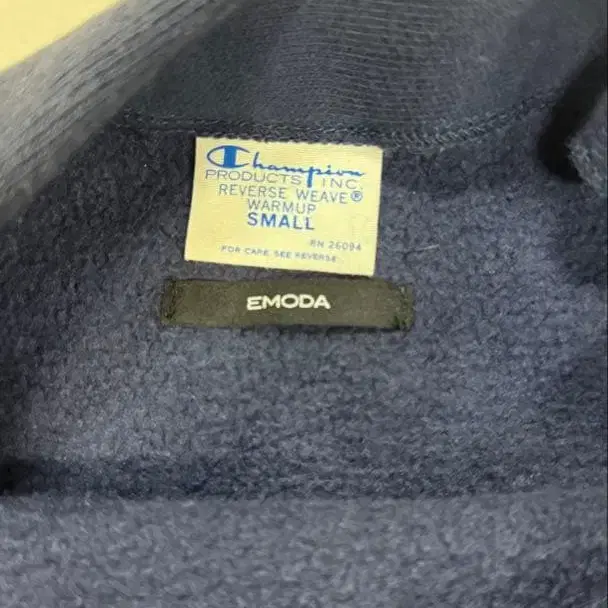 Champion
PRODUCTS INC.
REVERSE WEAVE®
WARMUP
SMALL
RN 26094
FOR CARE SEE REVERSE
EMODA